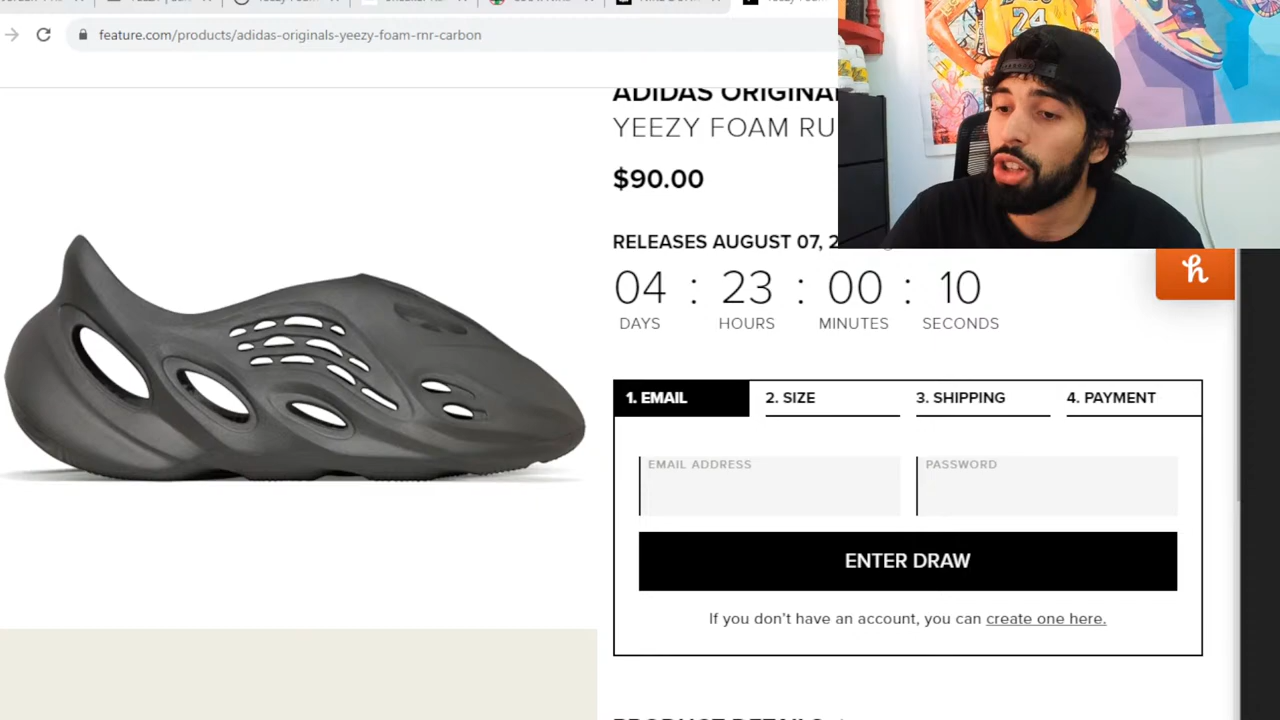 feature.com/products/adidas-originals-yeezy-foam-rnr-carbon
24
ADIDAS ORIGINA
YEEZY FOAM RU
$90.00
RELEASES AUGUST 07, 2
04 : 23 : 00 : 10
DAYS HOURS MINUTES SECONDS
1. EMAIL 2. SIZE 3. SHIPPING 4. PAYMENT
EMAIL ADDRESS PASSWORD
ENTER DRAW
If you don't have an account, you can create one here.